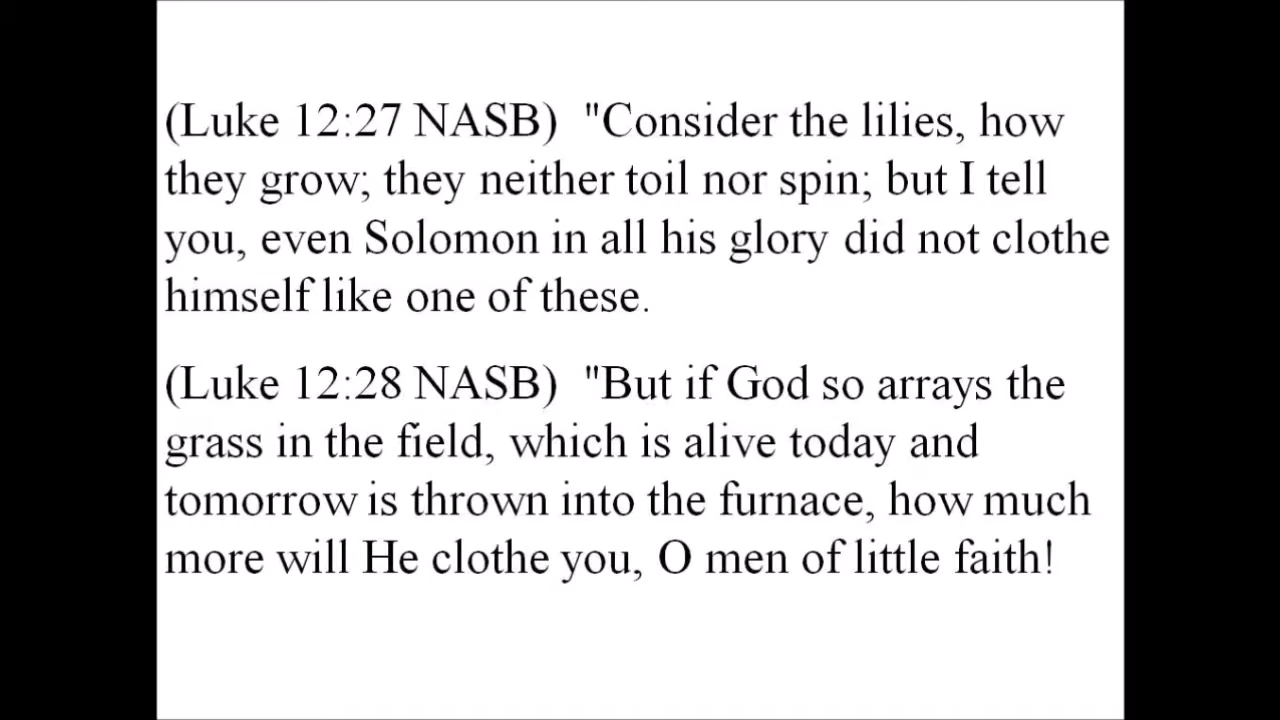 (Luke 12:27 NASB)  "Consider the lilies, how
they grow; they neither toil nor spin; but I tell
you, even Solomon in all his glory did not clothe
himself like one of these.
(Luke 12:28 NASB)  "But if God so arrays the
grass in the field, which is alive today and
tomorrow is thrown into the furnace, how much
more will He clothe you, O men of little faith!